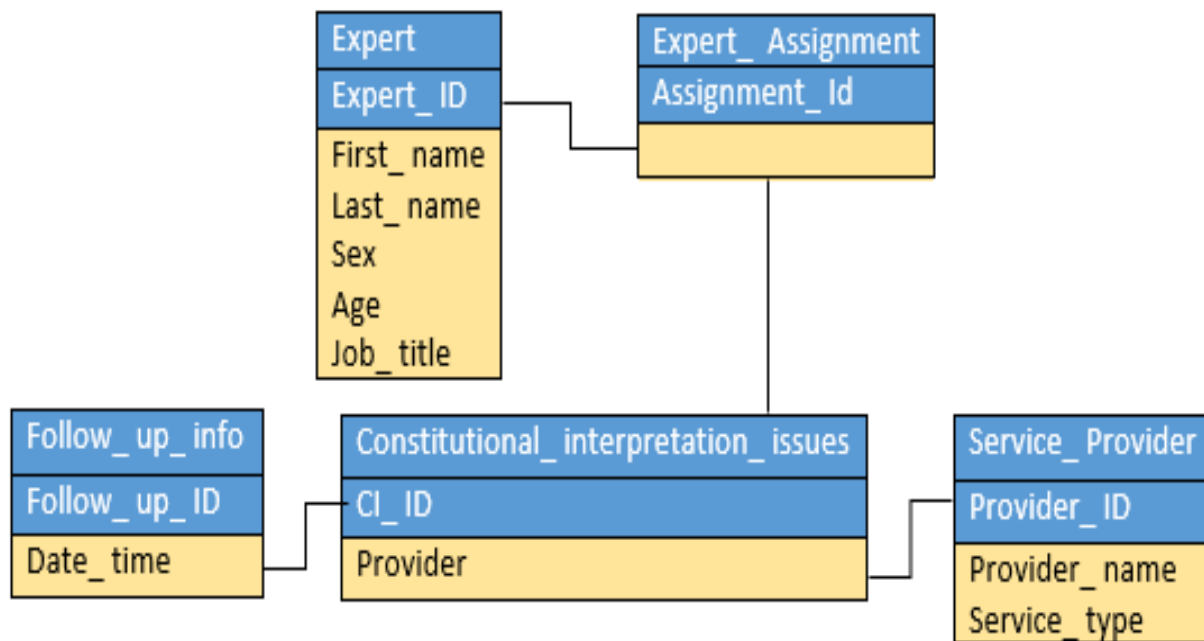 Expert
Expert_ ID
First_ name
Last_ name
Sex
Age
Job_ title
Expert_ Assignment
Assignment_ Id
Follow_ up_ info
Follow_ up_ ID
Date_ time
Constitutional_ interpretation_ issues
CI_ ID
Provider
Service_ Provider
Provider_ ID
Provider_ name
Service_ type